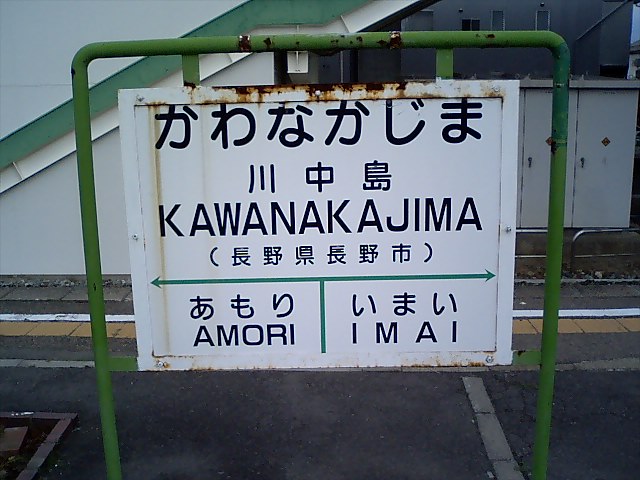 かわなかじま
川中島
KAWANAKAJIMA
(長野県長野市)
あもり いまい
AMORI IMAI